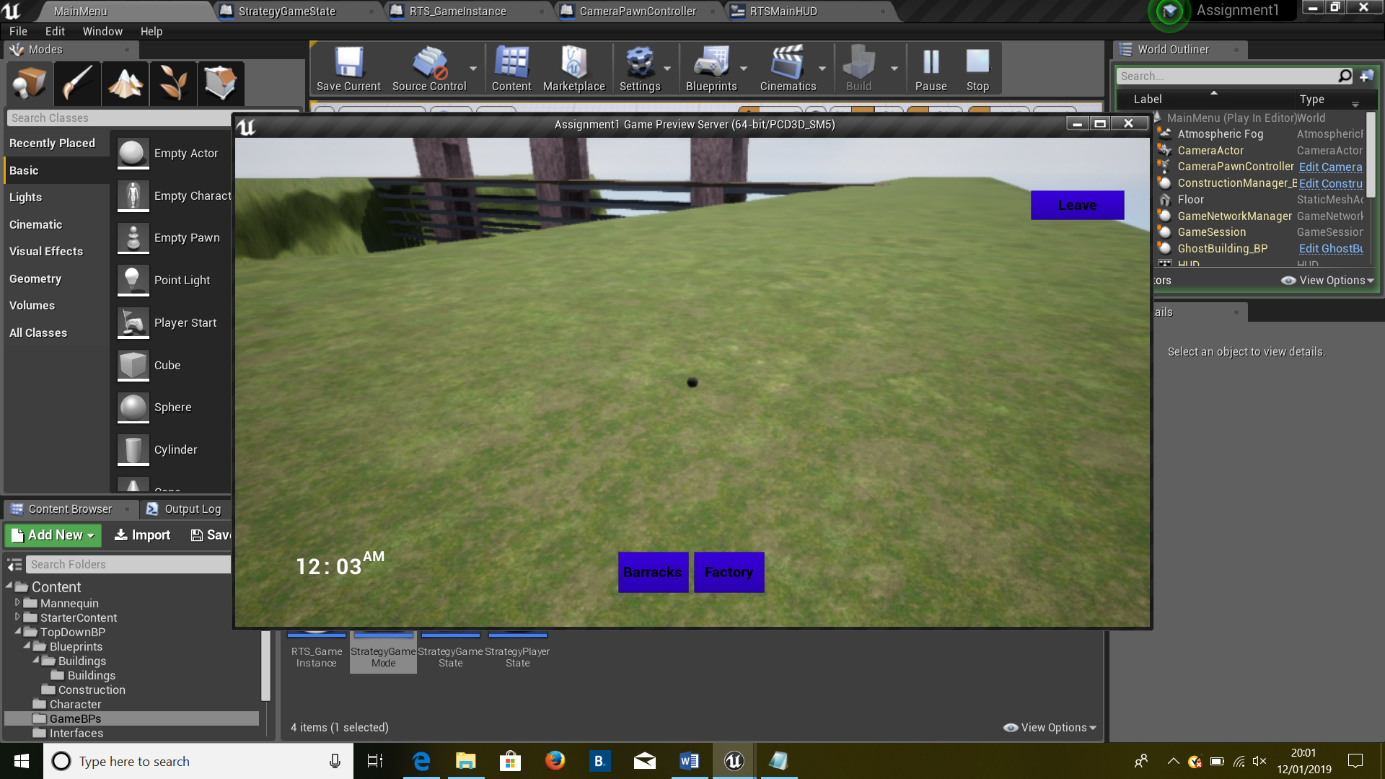 MainMenu
StrategyGameState
RTS_GameInstance
CameraPawnController
RTSMainHUD
Assignment1
File Edit Window Help
Modes
World Outliner
Save Current
Source Control
Content
Marketplace
Settings
Blueprints
Cinematics
Build
Pause
Stop
Search Classes
Recently Placed
Basic
Lights
Cinematic
Visual Effects
Geometry
Volumes
All Classes
Empty Actor
Empty Charact
Empty Pawn
Point Light
Player Start
Cube
Sphere
Cylinder
Search...
Label Type
MainMenu (Play In Editor) World
Atmospheric Fog Atmospheric
CameraActor CameraActor
CameraPawnController Edit Camera
ConstructionManager_B Edit Constru
Floor StaticMeshAc
GameNetworkManager GameNetwork
GameSession GameSession
GhostBuilding_BP Edit GhostBu
HUD HUD
tors
View Options
tails
Select an object to view details.
Assignment1 Game Preview Server (64-bit/PCD3D_SM5)
Leave
12:03 AM
Barracks
Factory
Content Browser
Output Log
Add New
Import
Save
Search Folders
Content
Mannequin
StarterContent
TopDownBP
Blueprints
Buildings
Buildings
Construction
Character
GameBPs
Interfaces
RTS_Game
Instance
StrategyGame
Mode
StrategyGame
State
StrategyPlayer
State
4 items (1 selected)
View Options
Type here to search
B.
20:01
12/01/2019